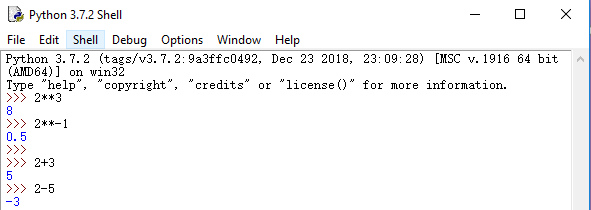 Python 3.7.2 Shell
File Edit Shell Debug Options Window Help
Python 3.7.2 (tags/v3.7.2:9a3ffc0492, Dec 23 2018, 23:09:28) [MSC v.1916 64 bit
(AMD64)] on win32
Type "help", "copyright", "credits" or "license()" for more information.
>>> 2**3
8
>>> 2**-1
0.5
>>>
>>> 2+3
5
>>> 2-5
-3